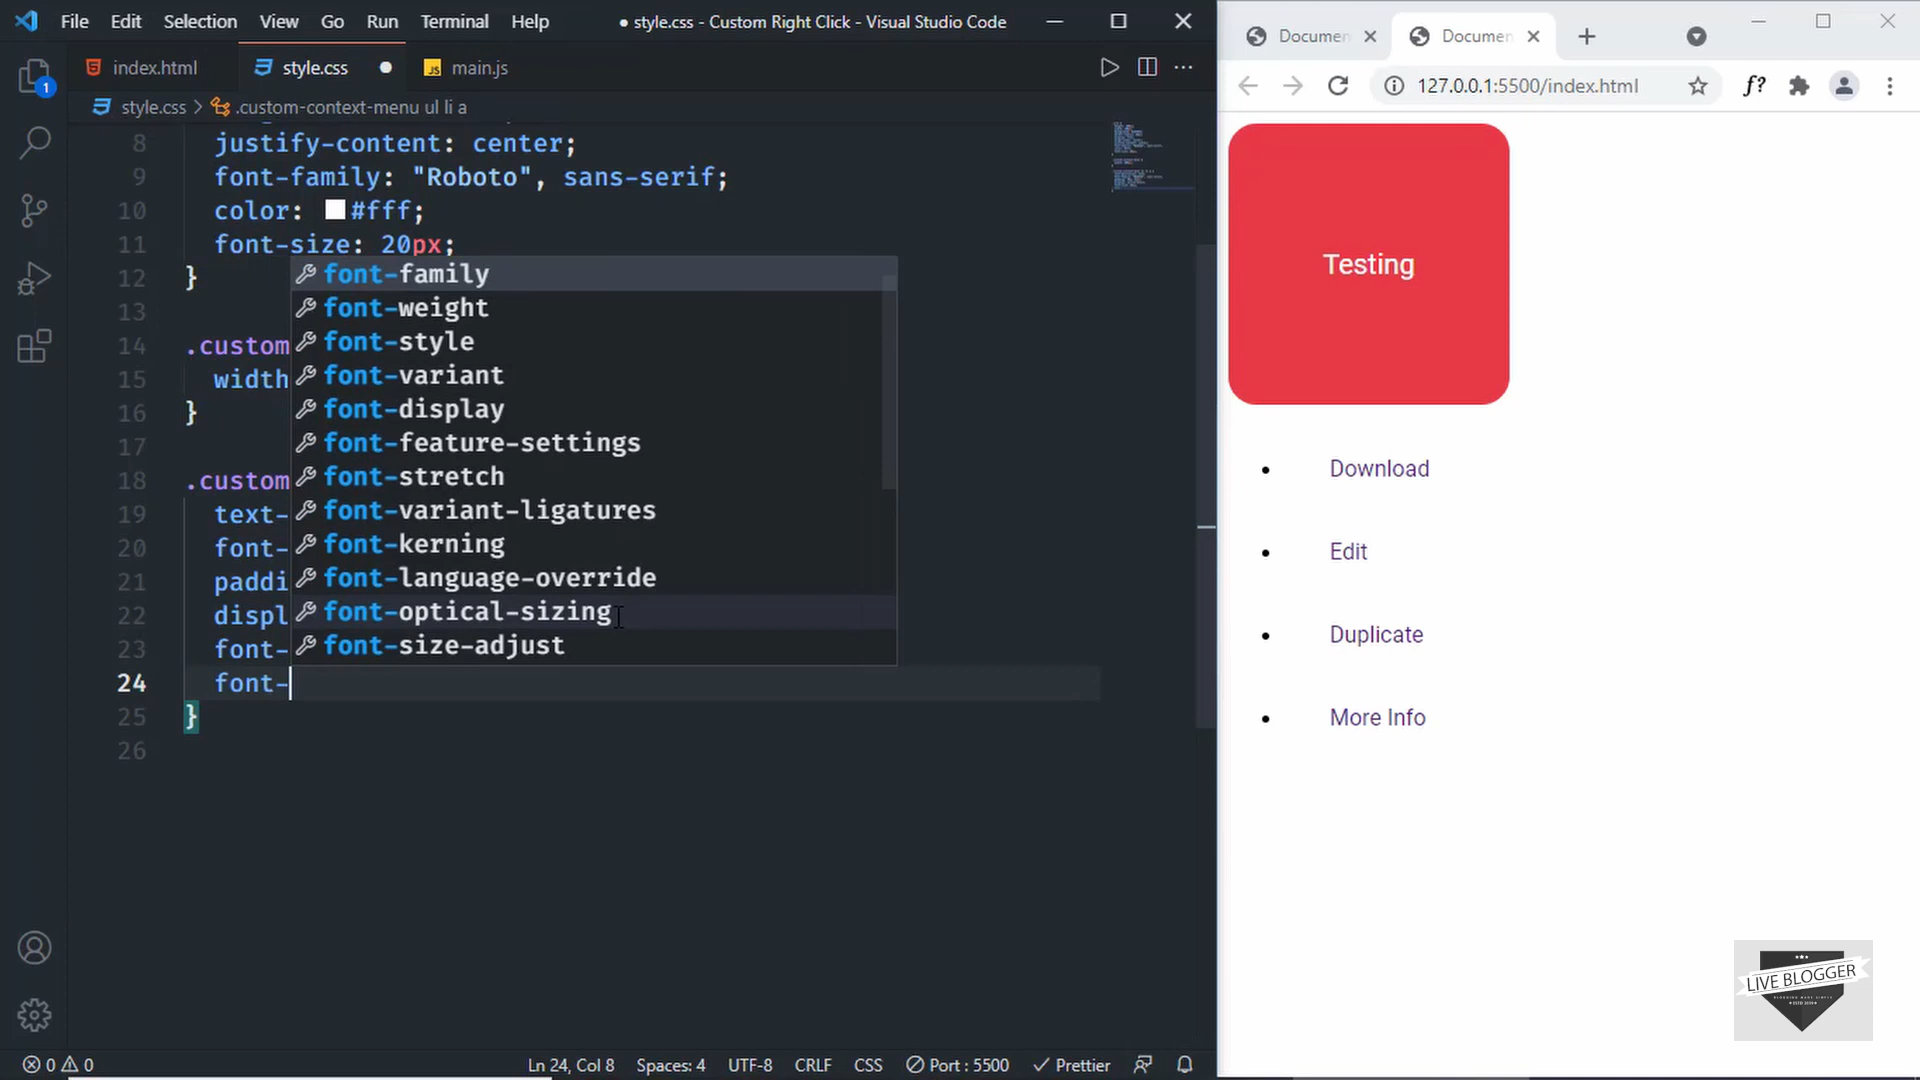 File Edit Selection View Go Run Terminal Help ● style.css - Custom Right Click - Visual Studio Code
index.html style.css ● JS main.js
style.css > .custom-context-menu ul li a
8 justify-content: center;
9 font-family: "Roboto", sans-serif;
10 color: #fff;
11 font-size: 20px;
12 }
13
14 .custom
15 width
16 }
17
18 .custom
19 text-
20 font-
21 paddi
22 displ
23 font-
24 font-
25 }
26
font-family
font-weight
font-style
font-variant
font-display
font-feature-settings
font-stretch
font-variant-ligatures
font-kerning
font-language-override
font-optical-sizing
font-size-adjust
1
0 0
Ln 24, Col 8 Spaces: 4 UTF-8 CRLF CSS Port : 5500 Prettier
Documen Documen
127.0.0.1:5500/index.html f?
Testing
• Download
• Edit
• Duplicate
• More Info
LIVE BLOGGER